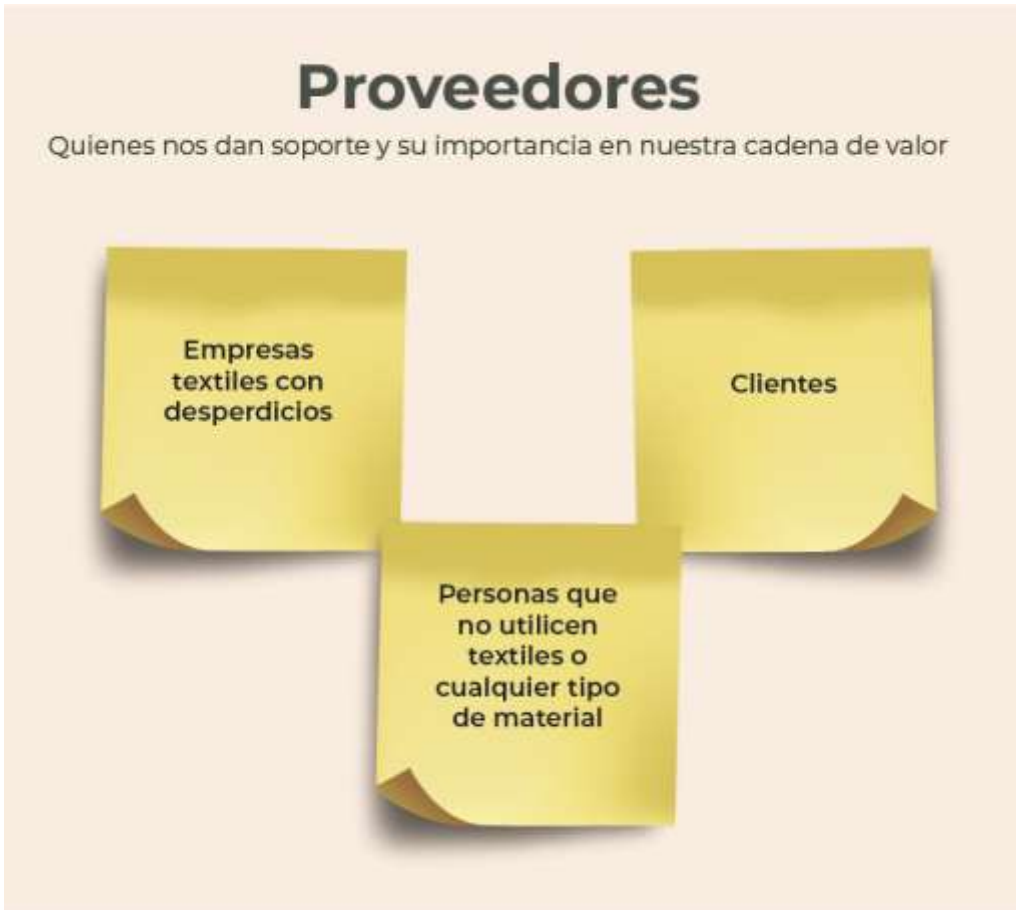 Proveedores
Quienes nos dan soporte y su importancia en nuestra cadena de valor
Empresas
textiles con
desperdicios
Clientes
Personas que
no utilicen
textiles o
cualquier tipo
de material